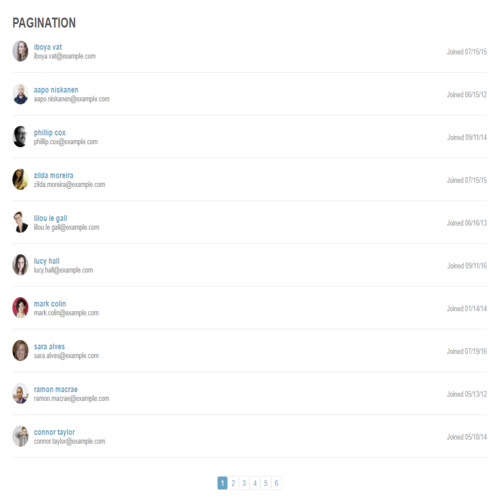 PAGINATION
iboya vat
iboya.vat@example.com
Joined 07/15/15
aapo niskanen
aapo.niskanen@example.com
Joined 06/15/12
phillip cox
phillip.cox@example.com
Joined 09/11/14
zilda moreira
zilda.moreira@example.com
Joined 07/15/15
lilou le gall
lilou.le gall@example.com
Joined 06/16/13
lucy hall
lucy.hall@example.com
Joined 09/11/16
mark colin
mark.colin@example.com
Joined 01/14/14
sara alves
sara.alves@example.com
Joined 07/19/16
ramon macrae
ramon.macrae@example.com
Joined 05/13/12
connor taylor
connor.taylor@example.com
Joined 05/18/14
1 2 3 4 5 6